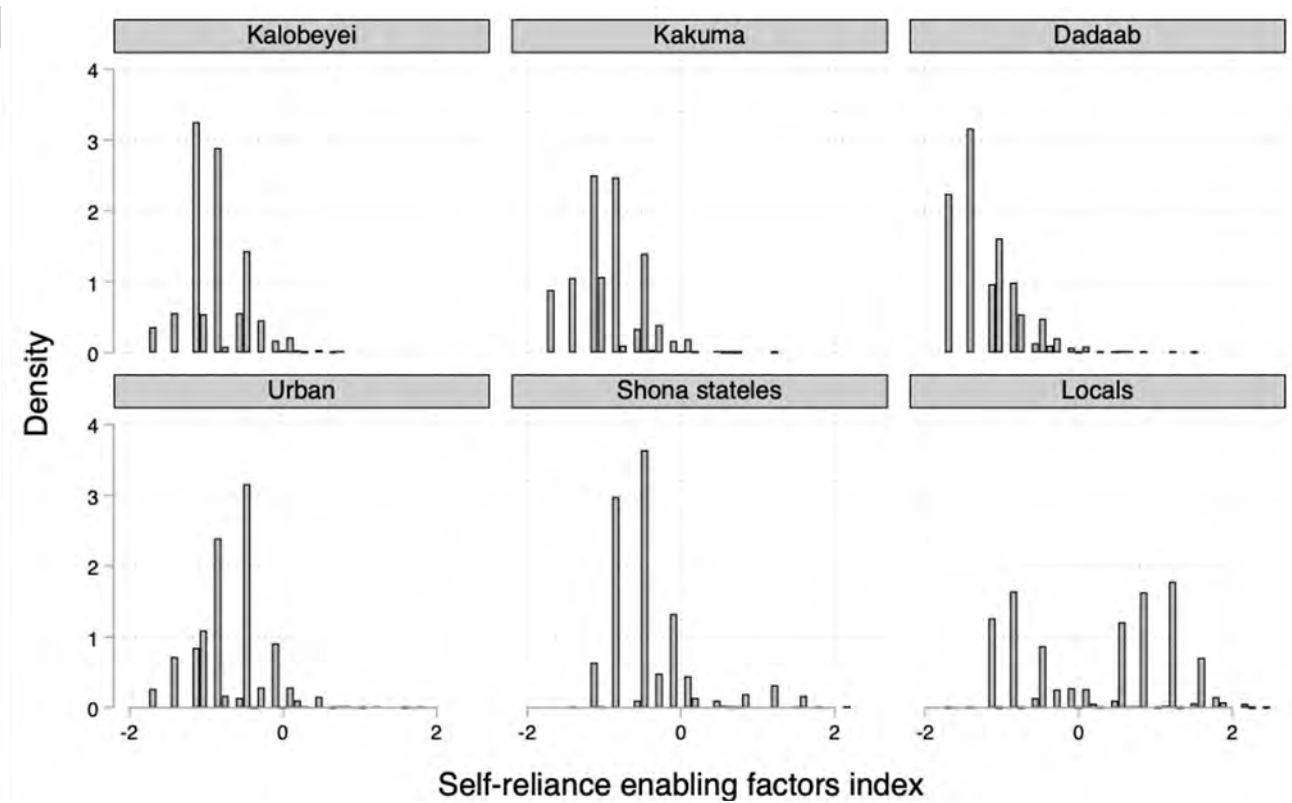 Kalobeyei
Kakuma
Dadaab
4
3
2
1
0
Urban
Shona stateles
Locals
4
3
2
1
0
-2
0
2
-2
0
2
-2
0
2
Density
Self-reliance enabling factors index